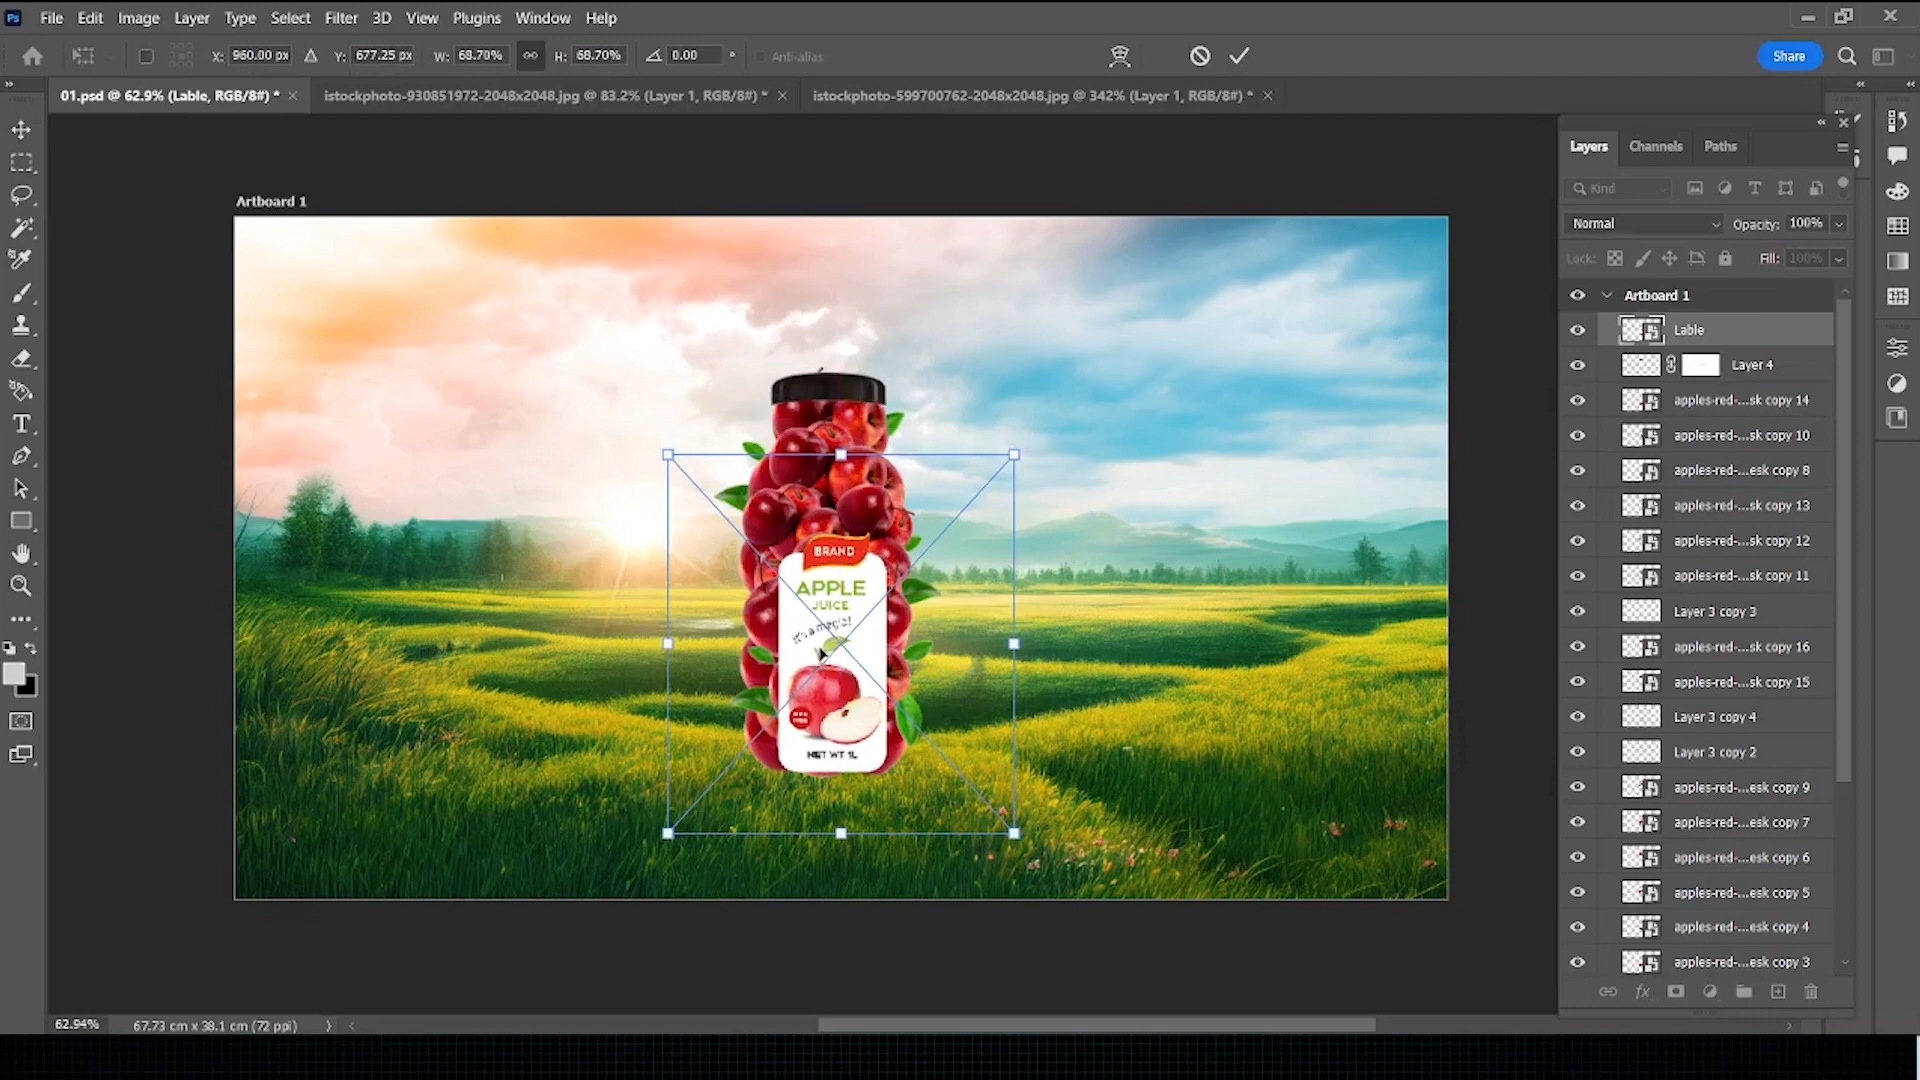 Ps File Edit Image Layer Type Select Filter 3D View Plugins Window Help
X: 960.00 px Y: 677.25 px W: 68.70% H: 68.70% 0.00 ° Anti-alias Share
01.psd @ 62.9% (Lable, RGB/8#) * istockphoto-930851972-2048x2048.jpg @ 83.2% (Layer 1, RGB/8#) * istockphoto-599700762-2048x2048.jpg @ 342% (Layer 1, RGB/8#) *
Artboard 1
BRAND
APPLE
JUICE
It's a magic!
NET WT 1L
Layers Channels Paths
Kind
Normal Opacity: 100%
Lock: Fill: 100%
Artboard 1
Lable
Layer 4
apples-red-...sk copy 14
apples-red-...sk copy 10
apples-red-...esk copy 8
apples-red-...sk copy 13
apples-red-...sk copy 12
apples-red-...sk copy 11
Layer 3 copy 3
apples-red-...sk copy 16
apples-red-...sk copy 15
Layer 3 copy 4
Layer 3 copy 2
apples-red-...esk copy 9
apples-red-...esk copy 7
apples-red-...esk copy 6
apples-red-...esk copy 5
apples-red-...esk copy 4
apples-red-...esk copy 3
62.94% 67.73 cm x 38.1 cm (72 ppi)